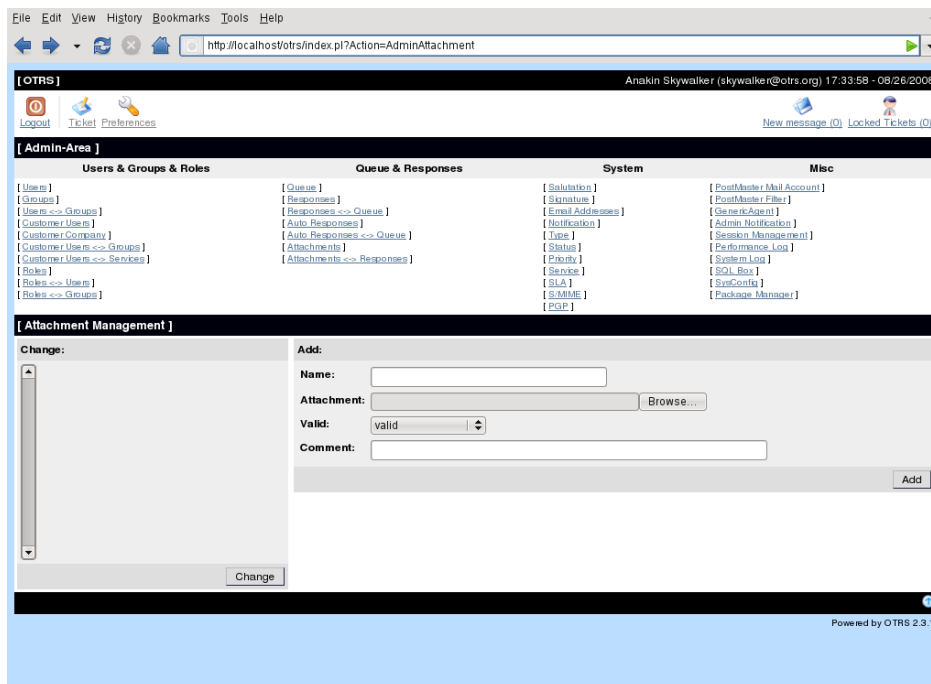 File Edit View History Bookmarks Tools Help
http://localhost/otrs/index.pl?Action=AdminAttachment
[ OTRS ]
Anakin Skywalker (skywalker@otrs.org) 17:33:58 - 08/26/2008
Logout Ticket Preferences
New message (0) Locked Tickets (0)
[ Admin-Area ]
Users & Groups & Roles Queue & Responses System Misc
[ Users ] [ Queue ] [ Salutation ] [ PostMaster Mail Account ]
[ Groups ] [ Responses ] [ Signature ] [ PostMaster Filter ]
[ Users <-> Groups ] [ Responses <-> Queue ] [ Email Addresses ] [ GenericAgent ]
[ Customer Users ] [ Auto Responses ] [ Notification ] [ Admin Notification ]
[ Customer Company ] [ Auto Responses <-> Queue ] [ Type ] [ Session Management ]
[ Customer Users <-> Groups ] [ Attachments ] [ Status ] [ Performance Log ]
[ Customer Users <-> Services ] [ Attachments <-> Responses ] [ Priority ] [ System Log ]
[ Roles ] [ Service ] [ SQL Box ]
[ Roles <-> Users ] [ SLA ] [ SysConfig ]
[ Roles <-> Groups ] [ S/MIME ] [ Package Manager ]
[ PGP ]
[ Attachment Management ]
Change:
Change
Add:
Name:
Attachment: Browse...
Valid: valid
Comment:
Add
Powered by OTRS 2.3.